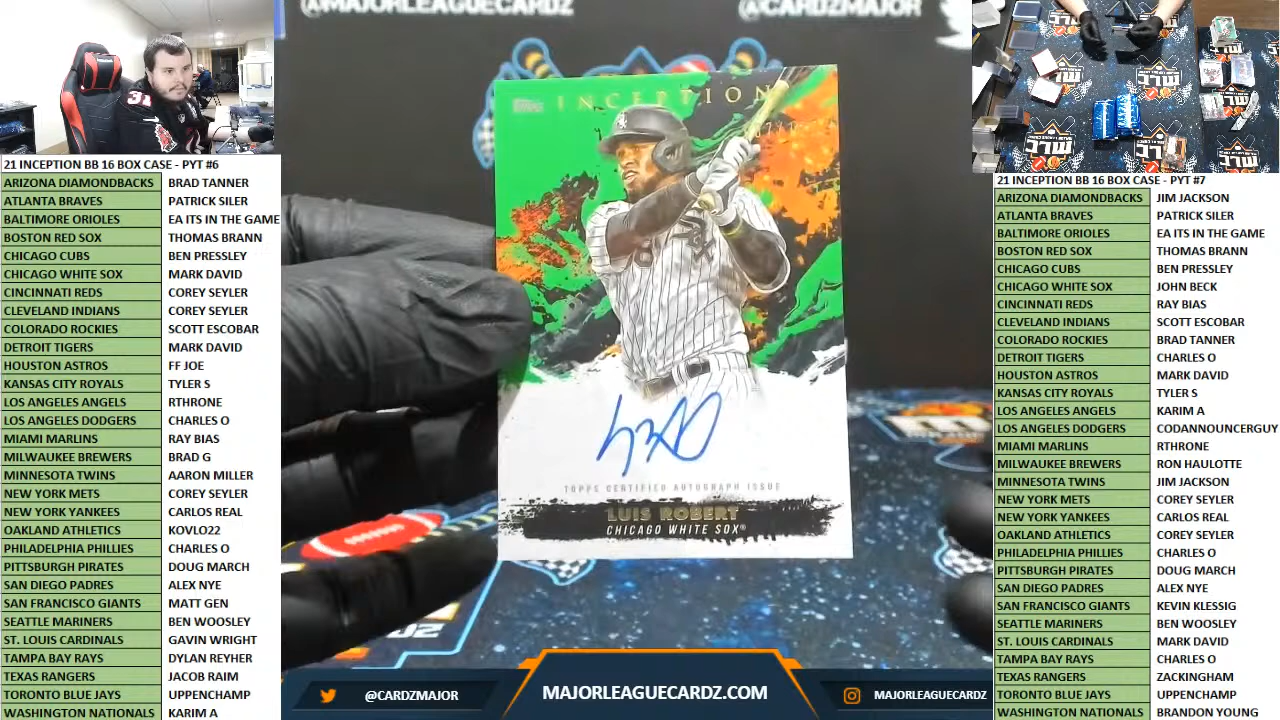 @MAJORLEAGUECARDZ
@CARDZMAJOR
21 INCEPTION BB 16 BOX CASE - PYT #6
ARIZONA DIAMONDBACKS BRAD TANNER
ATLANTA BRAVES PATRICK SILER
BALTIMORE ORIOLES EA ITS IN THE GAME
BOSTON RED SOX THOMAS BRANN
CHICAGO CUBS BEN PRESSLEY
CHICAGO WHITE SOX MARK DAVID
CINCINNATI REDS COREY SEYLER
CLEVELAND INDIANS COREY SEYLER
COLORADO ROCKIES SCOTT ESCOBAR
DETROIT TIGERS MARK DAVID
HOUSTON ASTROS FF JOE
KANSAS CITY ROYALS TYLER S
LOS ANGELES ANGELS RTHRONE
LOS ANGELES DODGERS CHARLES O
MIAMI MARLINS RAY BIAS
MILWAUKEE BREWERS BRAD G
MINNESOTA TWINS AARON MILLER
NEW YORK METS COREY SEYLER
NEW YORK YANKEES CARLOS REAL
OAKLAND ATHLETICS KOVLO22
PHILADELPHIA PHILLIES CHARLES O
PITTSBURGH PIRATES DOUG MARCH
SAN DIEGO PADRES ALEX NYE
SAN FRANCISCO GIANTS MATT GEN
SEATTLE MARINERS BEN WOOSLEY
ST. LOUIS CARDINALS GAVIN WRIGHT
TAMPA BAY RAYS DYLAN REYHER
TEXAS RANGERS JACOB RAIM
TORONTO BLUE JAYS UPPENCHAMP
WASHINGTON NATIONALS KARIM A
31
TOPPS INCEPTION
TOPPS CERTIFIED AUTOGRAPH ISSUE
LUIS ROBERT
CHICAGO WHITE SOX®
@CARDZMAJOR
MAJORLEAGUECARDZ.COM
MAJORLEAGUECARDZ
MLC
21 INCEPTION BB 16 BOX CASE - PYT #7
ARIZONA DIAMONDBACKS JIM JACKSON
ATLANTA BRAVES PATRICK SILER
BALTIMORE ORIOLES EA ITS IN THE GAME
BOSTON RED SOX THOMAS BRANN
CHICAGO CUBS BEN PRESSLEY
CHICAGO WHITE SOX JOHN BECK
CINCINNATI REDS RAY BIAS
CLEVELAND INDIANS SCOTT ESCOBAR
COLORADO ROCKIES BRAD TANNER
DETROIT TIGERS CHARLES O
HOUSTON ASTROS MARK DAVID
KANSAS CITY ROYALS TYLER S
LOS ANGELES ANGELS KARIM A
LOS ANGELES DODGERS CODANNOUNCERGUY
MIAMI MARLINS RTHRONE
MILWAUKEE BREWERS RON HAULOTTE
MINNESOTA TWINS JIM JACKSON
NEW YORK METS COREY SEYLER
NEW YORK YANKEES CARLOS REAL
OAKLAND ATHLETICS COREY SEYLER
PHILADELPHIA PHILLIES CHARLES O
PITTSBURGH PIRATES DOUG MARCH
SAN DIEGO PADRES ALEX NYE
SAN FRANCISCO GIANTS KEVIN KLESSIG
SEATTLE MARINERS BEN WOOSLEY
ST. LOUIS CARDINALS MARK DAVID
TAMPA BAY RAYS CHARLES O
TEXAS RANGERS ZACKINGHAM
TORONTO BLUE JAYS UPPENCHAMP
WASHINGTON NATIONALS BRANDON YOUNG